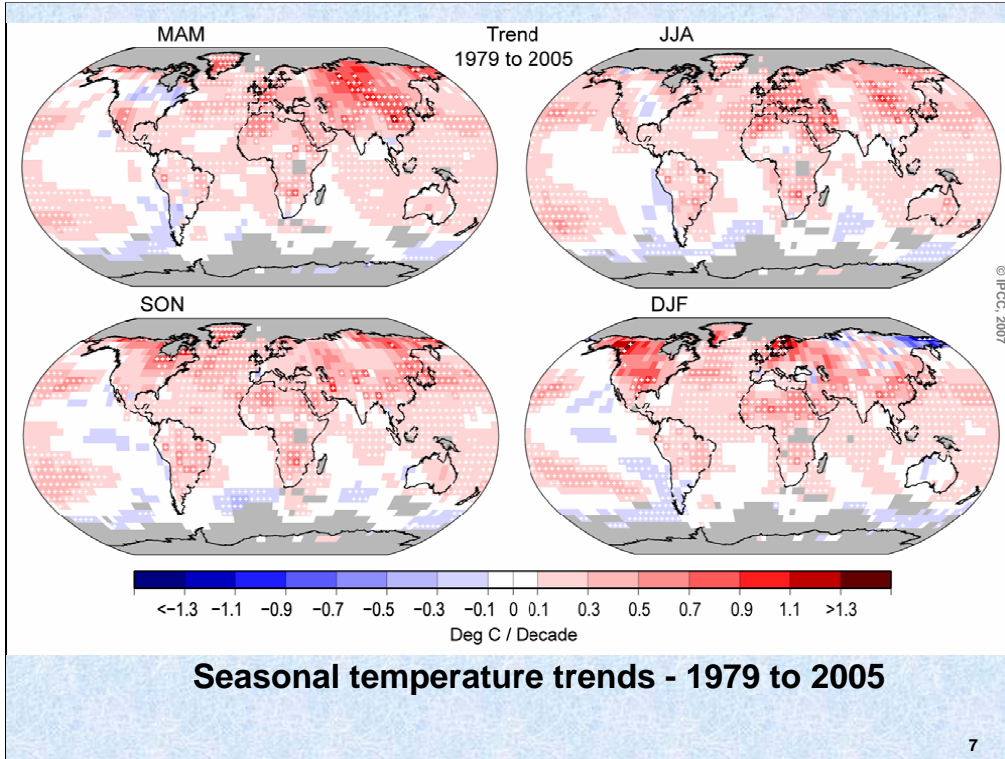 MAM
Trend
1979 to 2005
JJA
SON
DJF
© IPCC, 2007
<−1.3 −1.1 −0.9 −0.7 −0.5 −0.3 −0.1 0 0.1 0.3 0.5 0.7 0.9 1.1 >1.3
Deg C / Decade
Seasonal temperature trends - 1979 to 2005
7